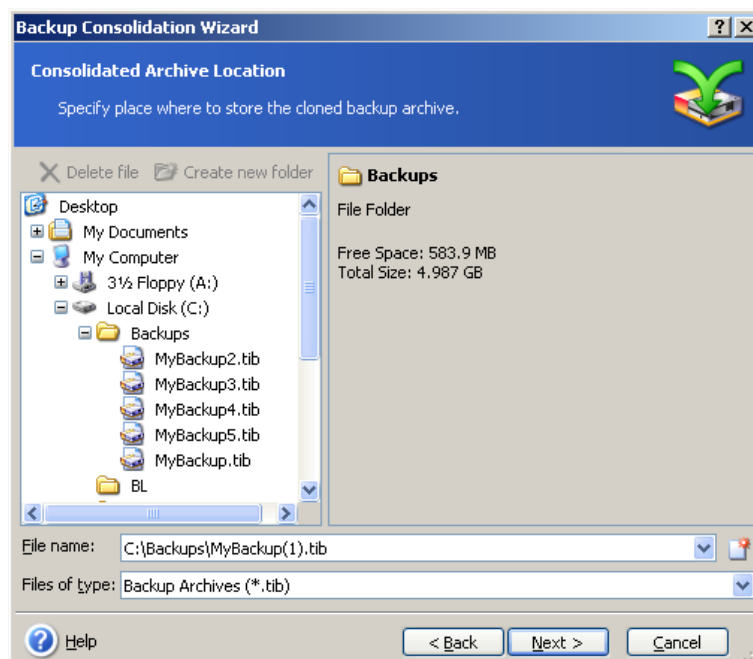 Backup Consolidation Wizard
Consolidated Archive Location
Specify place where to store the cloned backup archive.
Delete file Create new folder
Desktop
My Documents
My Computer
3½ Floppy (A:)
Local Disk (C:)
Backups
MyBackup2.tib
MyBackup3.tib
MyBackup4.tib
MyBackup5.tib
MyBackup.tib
BL
Backups
File Folder
Free Space: 583.9 MB
Total Size: 4.987 GB
File name: C:\Backups\MyBackup(1).tib
Files of type: Backup Archives (*.tib)
Help < Back Next > Cancel